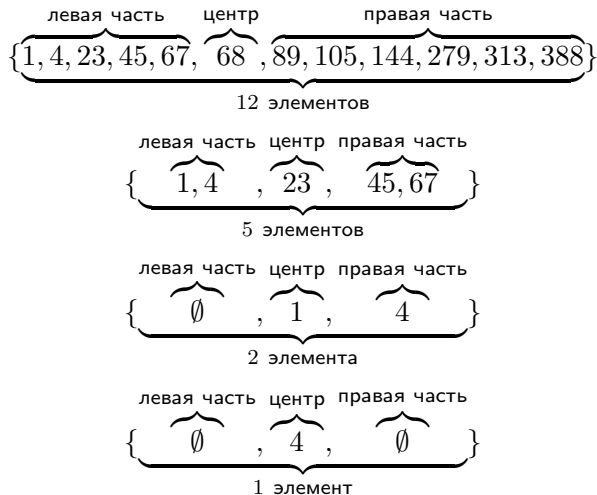 левая часть центр правая часть
{1, 4, 23, 45, 67, 68, 89, 105, 144, 279, 313, 388}
12 элементов
левая часть центр правая часть
{ 1, 4 , 23 , 45, 67 }
5 элементов
левая часть центр правая часть
{ ∅ , 1 , 4 }
2 элемента
левая часть центр правая часть
{ ∅ , 4 , ∅ }
1 элемент